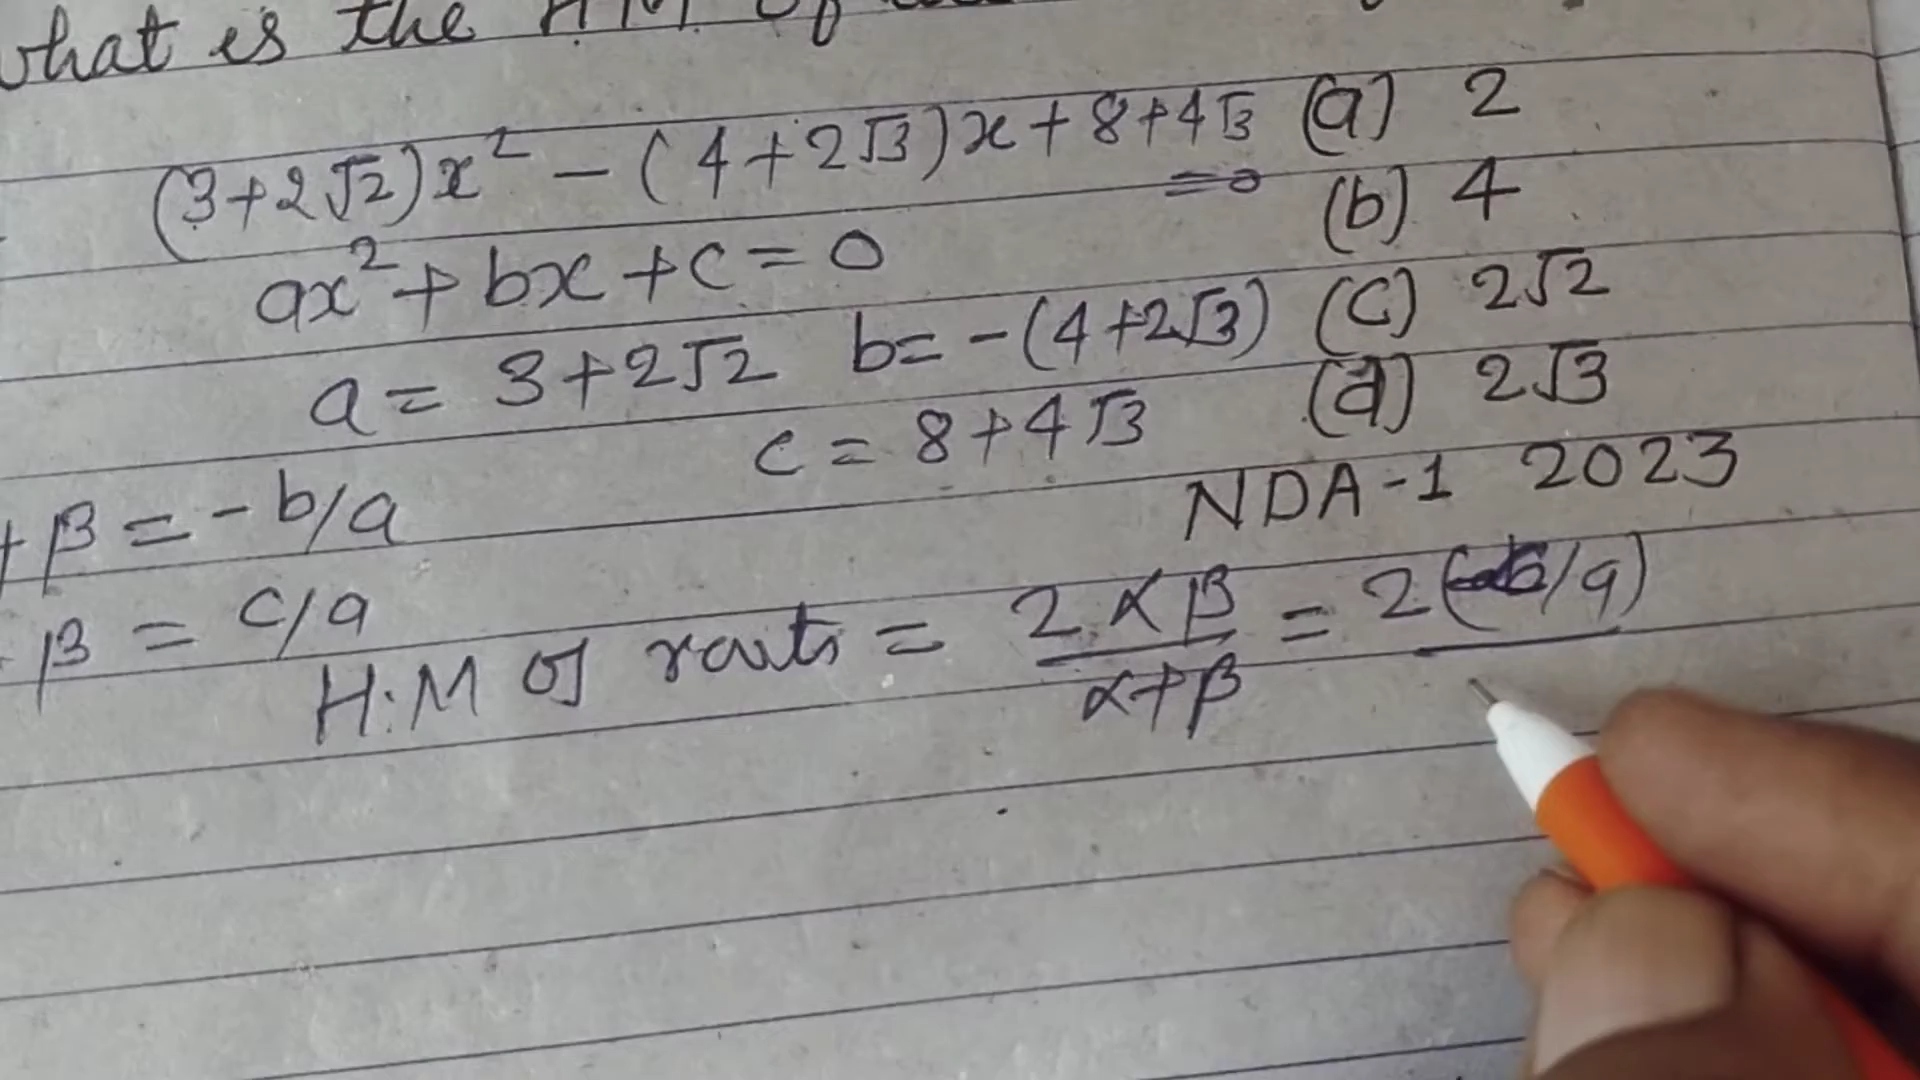 what is the H.M of
(3+2√2)x² - (4+2√3)x + 8+4√3 = 0 (a) 2
(b) 4
ax² + bx + c = 0
(c) 2√2
a = 3+2√2 b = -(4+2√3)
(d) 2√3
c = 8+4√3
NDA-1 2023
+ β = -b/a
β = c/a
H.M of roots = 2αβ/α+β = 2( /a)